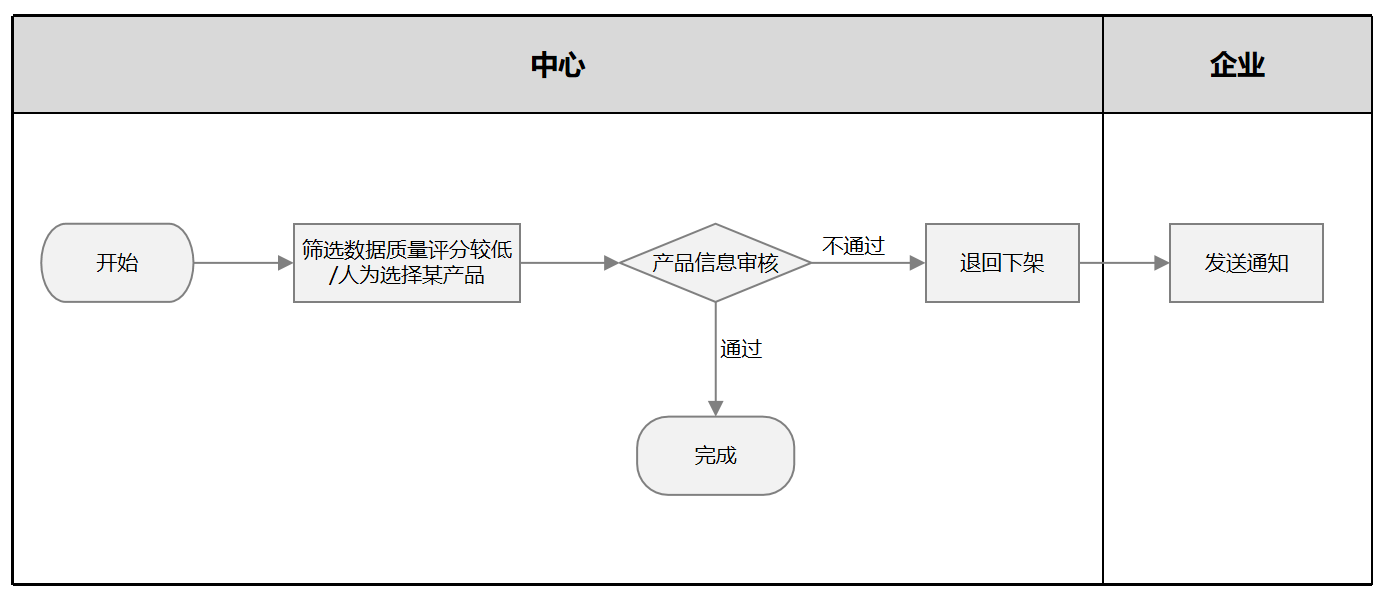 中心
企业
开始
筛选数据质量评分较低
/人为选择某产品
产品信息审核
不通过
退回下架
发送通知
通过
完成